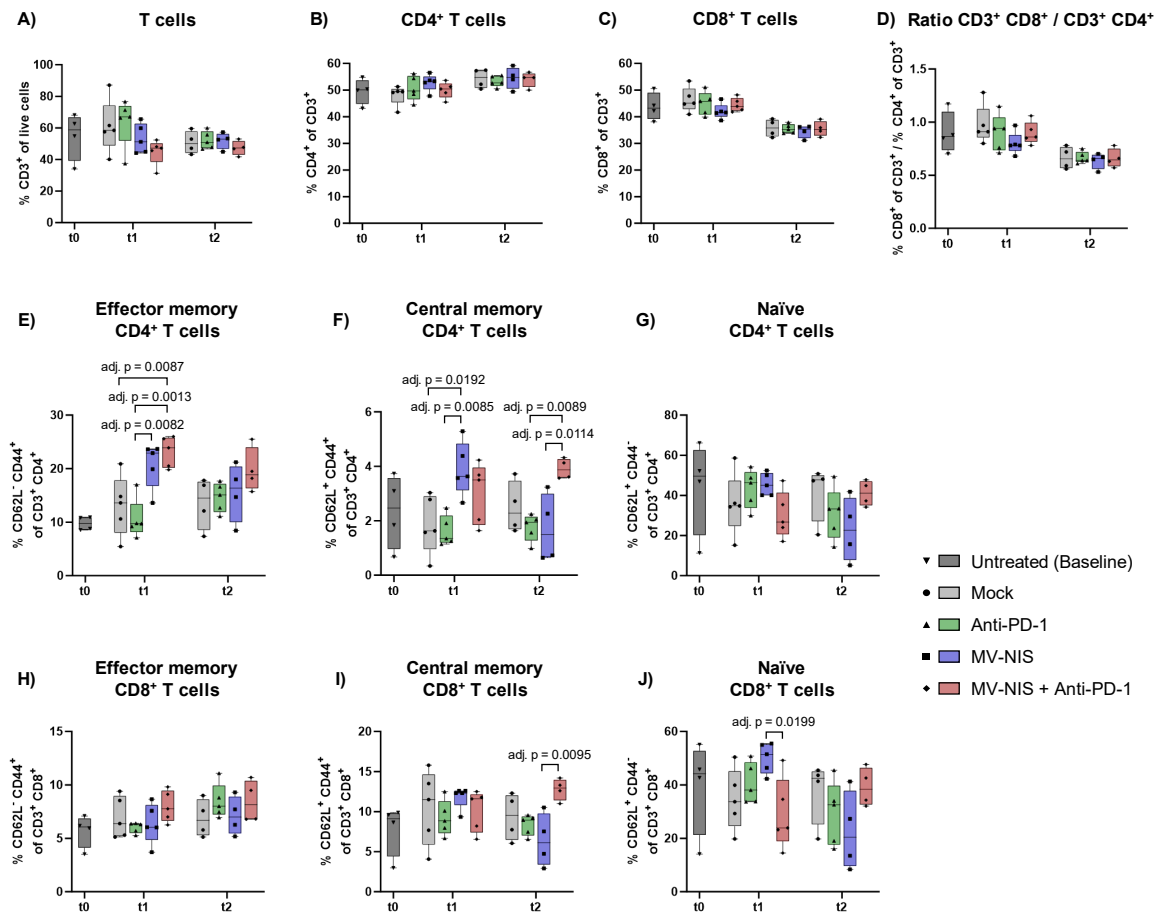 A) T cells
B) CD4⁺ T cells
C) CD8⁺ T cells
D) Ratio CD3⁺ CD8⁺ / CD3⁺ CD4⁺
% CD3⁺ of live cells
100
80
60
40
20
0
t0 t1 t2
% CD4⁺ of CD3⁺
60
50
40
30
20
10
0
t0 t1 t2
% CD8⁺ of CD3⁺
60
50
40
30
20
10
0
t0 t1 t2
% CD8⁺ of CD3⁺ / % CD4⁺ of CD3⁺
1.5
1.0
0.5
0.0
t0 t1 t2
E) Effector memory
CD4⁺ T cells
adj. p = 0.0087
adj. p = 0.0013
adj. p = 0.0082
% CD62L⁻ CD44⁺
of CD3⁺ CD4⁺
30
20
10
0
t0 t1 t2
F) Central memory
CD4⁺ T cells
adj. p = 0.0192
adj. p = 0.0085
adj. p = 0.0089
adj. p = 0.0114
% CD62L⁺ CD44⁺
of CD3⁺ CD4⁺
6
4
2
0
t0 t1 t2
G) Naïve
CD4⁺ T cells
% CD62L⁺ CD44⁻
of CD3⁺ CD4⁺
80
60
40
20
0
t0 t1 t2
Untreated (Baseline)
Mock
Anti-PD-1
MV-NIS
MV-NIS + Anti-PD-1
H) Effector memory
CD8⁺ T cells
% CD62L⁻ CD44⁺
of CD3⁺ CD8⁺
15
10
5
0
t0 t1 t2
I) Central memory
CD8⁺ T cells
adj. p = 0.0095
% CD62L⁺ CD44⁺
of CD3⁺ CD8⁺
20
15
10
5
0
t0 t1 t2
J) Naïve
CD8⁺ T cells
adj. p = 0.0199
% CD62L⁺ CD44⁻
of CD3⁺ CD8⁺
60
40
20
0
t0 t1 t2